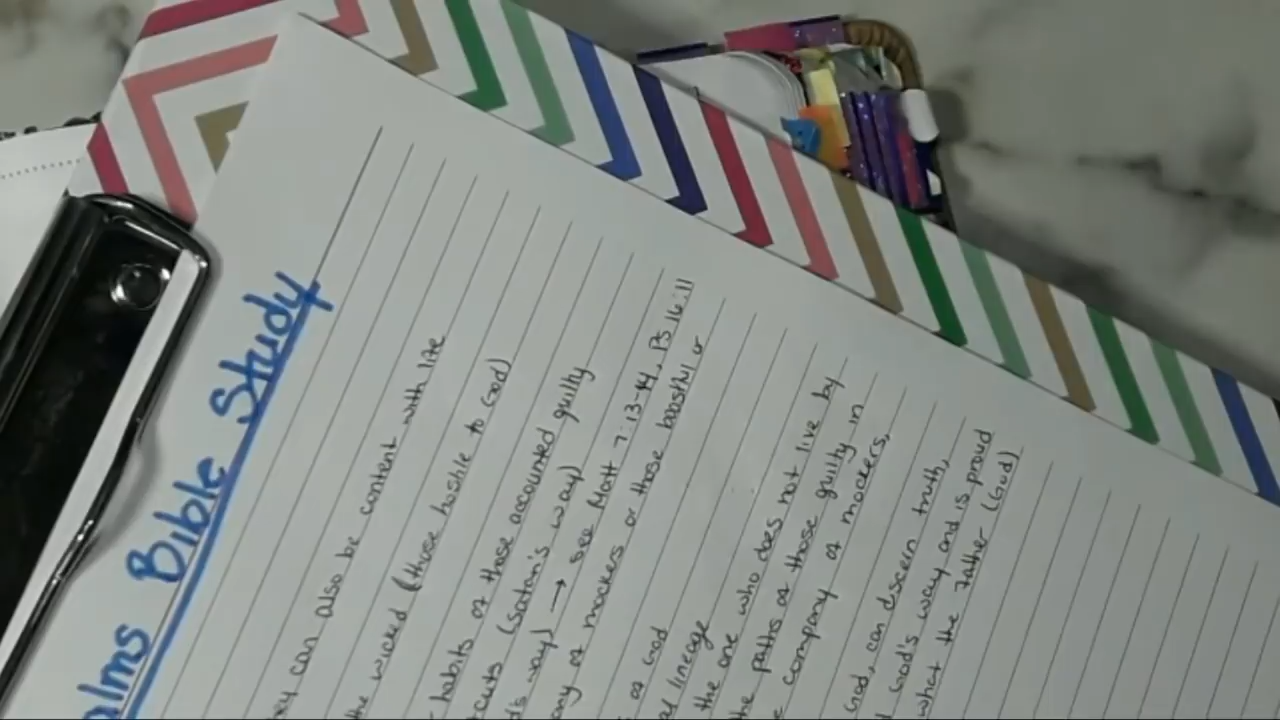 alms Bible Study
ey can also be content with life
the wicked (those hostile to God)
habits of those accounted guilty
cuts (satan's way)
d's way) → see Matt 7:13-14, Ps 16:11
any of mockers or those boastful or
of God
al lineage
the one who does not live by
the paths of those guilty in
company of mockers,
God, can discern truth,
God's way and is proud
what the Father (God)